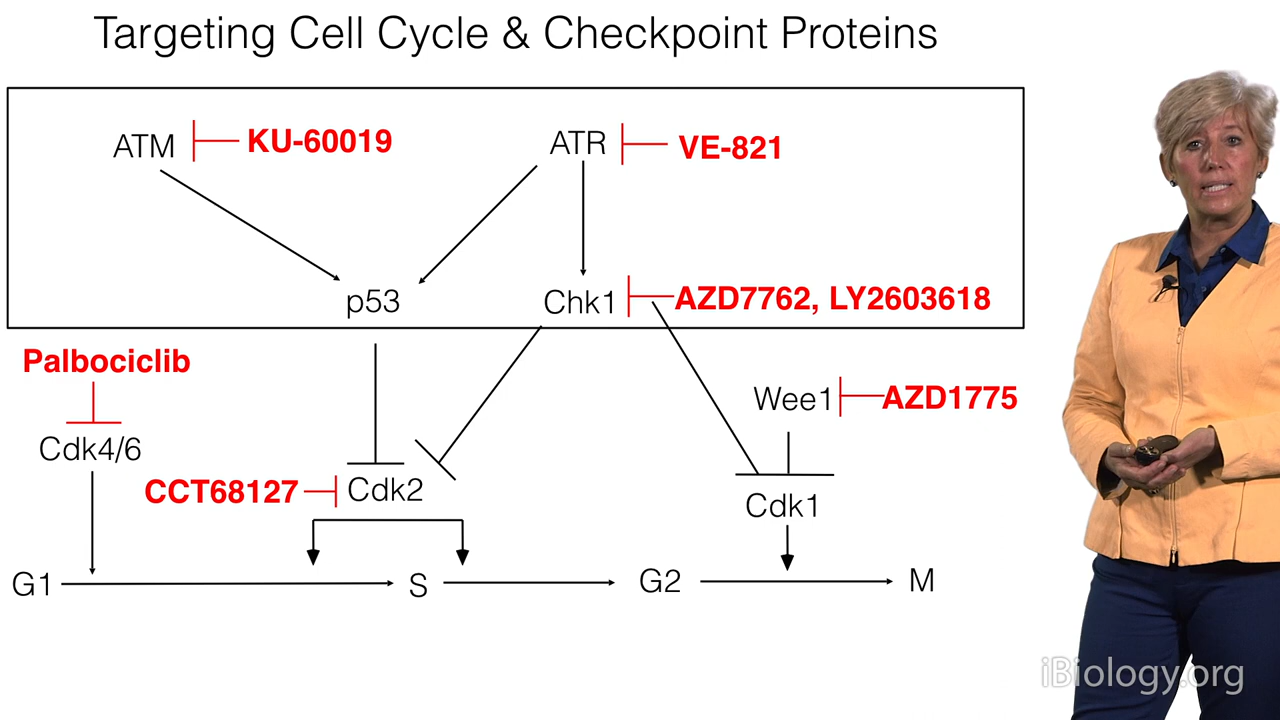 Targeting Cell Cycle & Checkpoint Proteins
ATM
KU-60019
ATR
VE-821
p53
Chk1
AZD7762, LY2603618
Palbociclib
Wee1
AZD1775
Cdk4/6
CCT68127
Cdk2
Cdk1
G1
S
G2
M
iBiology.org